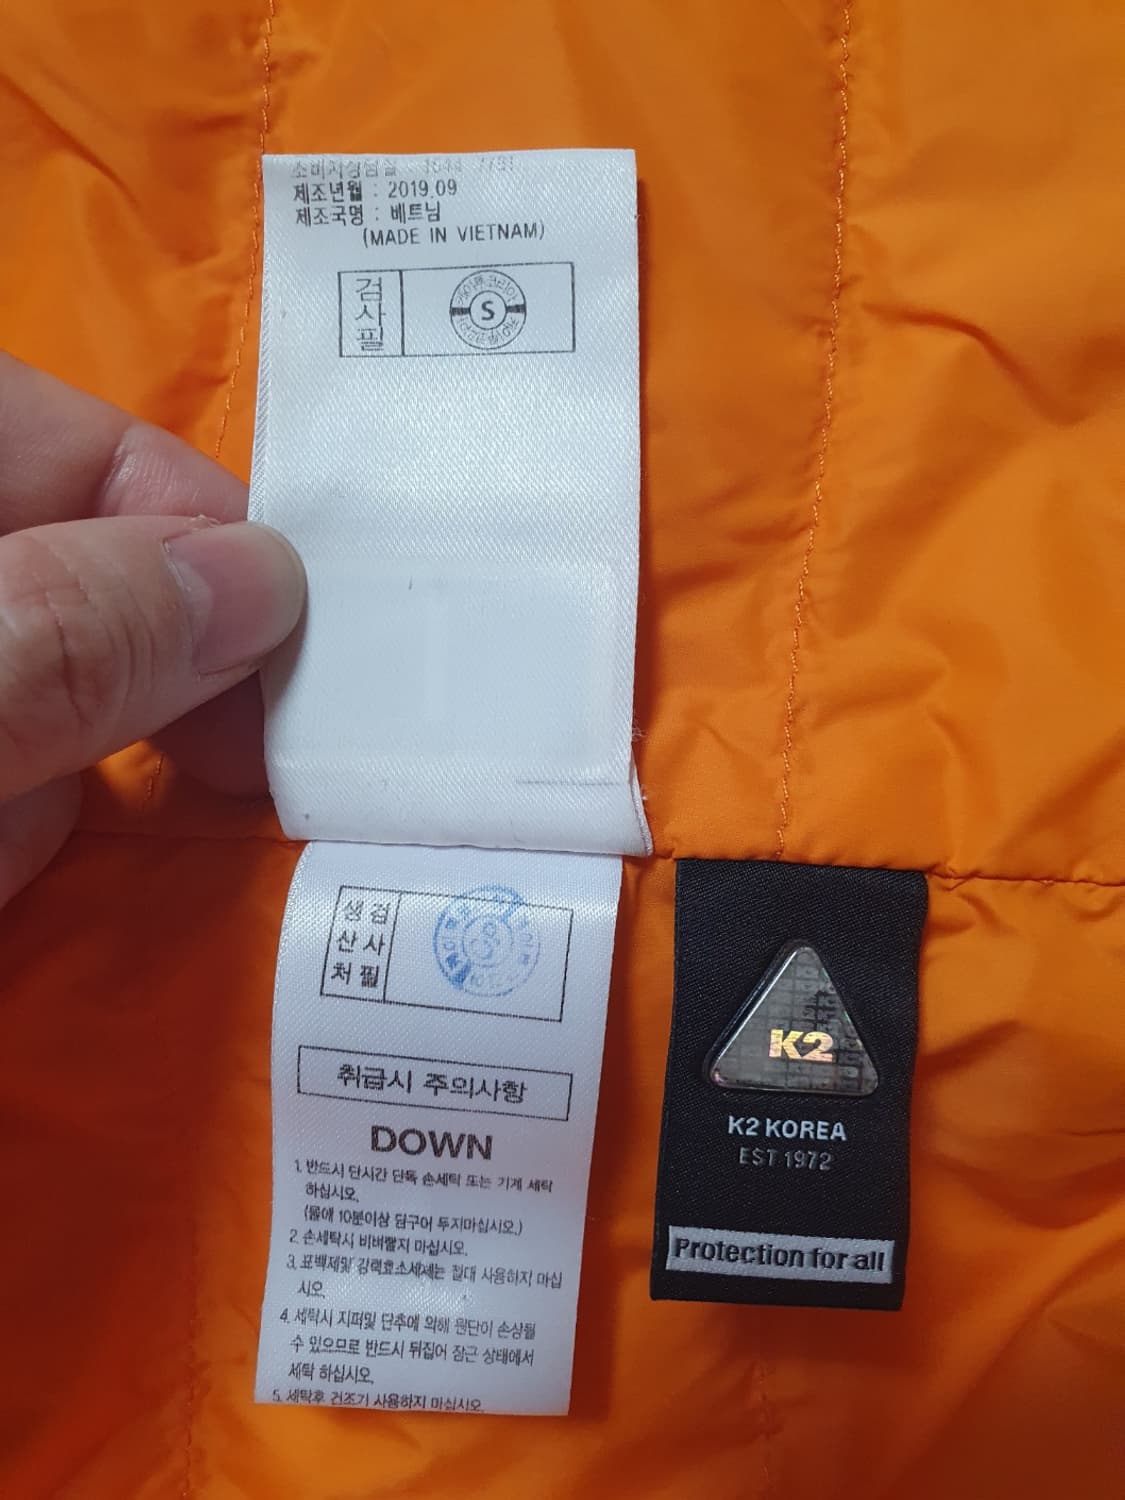 제조년월 : 2019.09
제조국명 : 베트남
(MADE IN VIETNAM)
검사필
S
생산처
검사필
취급시 주의사항
DOWN
1. 반드시 단시간 단독 손세탁 또는 기계 세탁
하십시오.
(물에 10분이상 담구어 두지마십시오.)
2. 손세탁시 비벼빨지 마십시오.
3. 표백제및 강력효소세제는 절대 사용하지 마십
시오.
4. 세탁시 지퍼및 단추에 의해 원단이 손상될
수 있으므로 반드시 뒤집어 잠근 상태에서
세탁 하십시오.
5. 세탁후 건조기 사용하지 마십시오.
K2
K2 KOREA
EST 1972
Protection for all